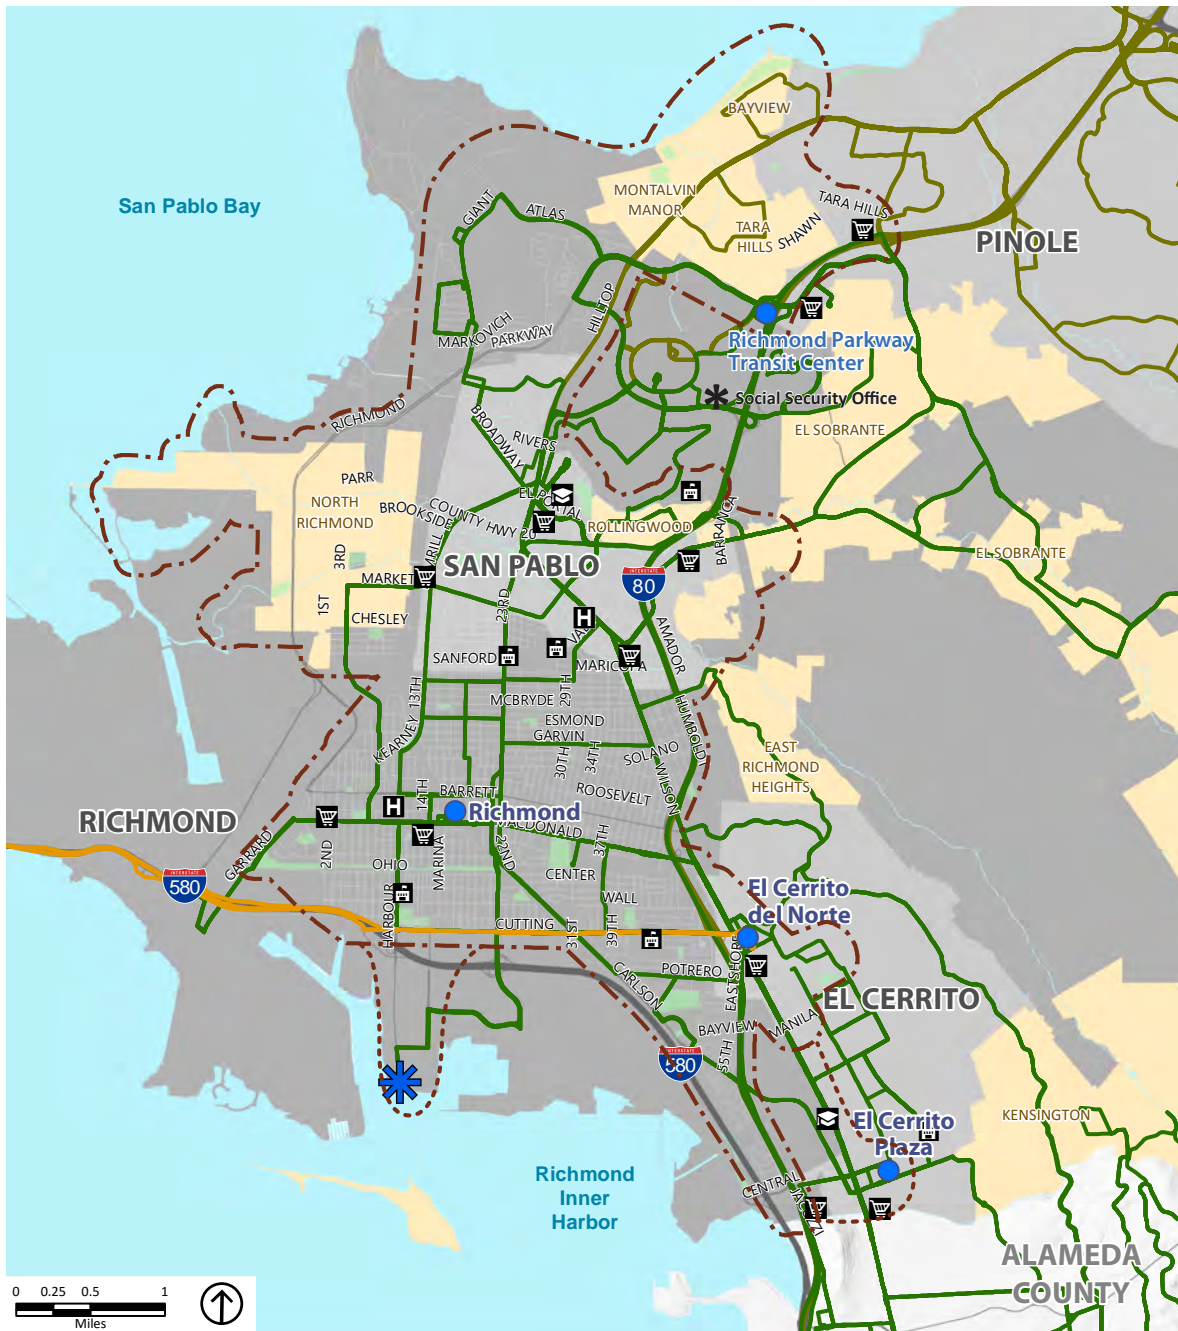 BAYVIEW
MONTALVIN
MANOR
TARA HILLS
GIANT
ATLAS
TARA
HILLS
SHAWN
San Pablo Bay
PINOLE
HILLTOP
MARKOVICH
PARKWAY
Richmond Parkway
Transit Center
Social Security Office
RICHMOND
BROADWAY
RIVERS
EL SOBRANTE
PARR
NORTH
RICHMOND
BROOKSIDE
COUNTY HWY 20
EL PORTAL
ROLLINGWOOD
BARRANCA
3RD
SAN PABLO
EL SOBRANTE
MARKET
INTERSTATE
80
1ST
CHESLEY
23RD
AMADOR
SANFORD
MARICOPA
13TH
MCBRYDE
29TH
ESMOND
GARVIN
HUMBOLDT
KEARNEY
30TH
34TH
SOLANO
EAST
RICHMOND
HEIGHTS
WILSON
14TH
BARRETT
ROOSEVELT
RICHMOND
Richmond
MACDONALD
37TH
GARRARD
2ND
OHIO
MARINA
22ND
CENTER
INTERSTATE
580
El Cerrito
del Norte
WALL
HARBOUR
CUTTING
31ST
39TH
EASTSHORE
CARLSON
POTRERO
EL CERRITO
BAYVIEW
MANILA
55TH
INTERSTATE
580
El Cerrito
Plaza
KENSINGTON
Richmond
Inner
Harbor
CENTRAL
JACUZZI
ALAMEDA
COUNTY
0 0.25 0.5 1
Miles